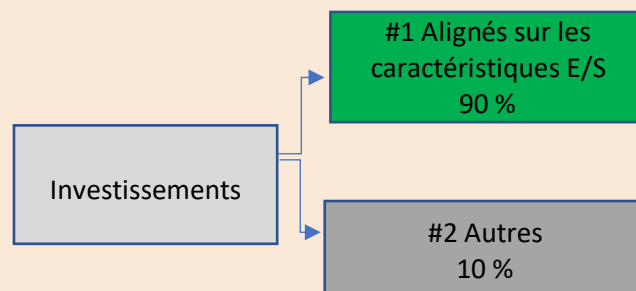 #1 Alignés sur les
caractéristiques E/S
90 %
Investissements
#2 Autres
10 %